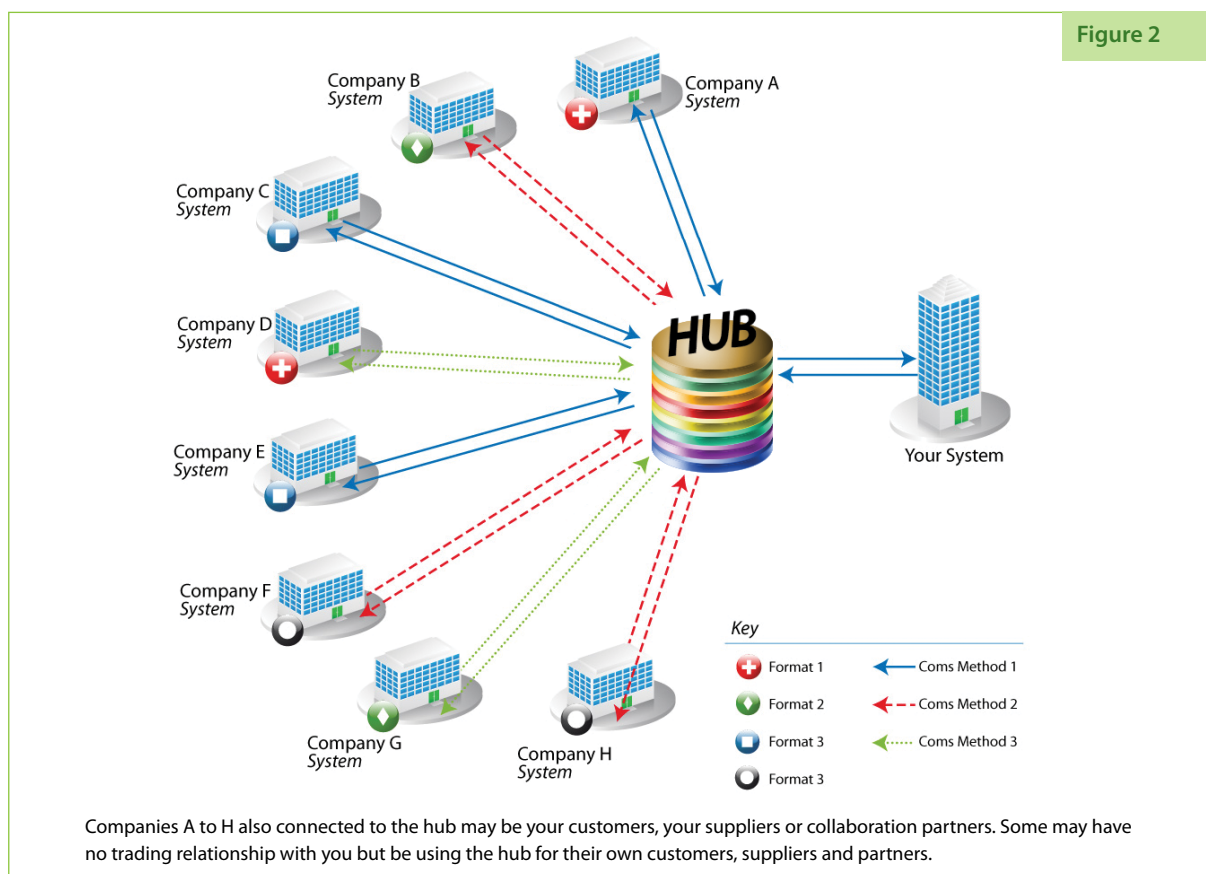 Figure 2
Company A
System
Company B
System
Company C
System
Company D
System
HUB
Company E
System
Your System
Company F
System
Company G
System
Company H
System
Key
Format 1
Coms Method 1
Format 2
Coms Method 2
Format 3
Coms Method 3
Format 3
Companies A to H also connected to the hub may be your customers, your suppliers or collaboration partners. Some may have
no trading relationship with you but be using the hub for their own customers, suppliers and partners.